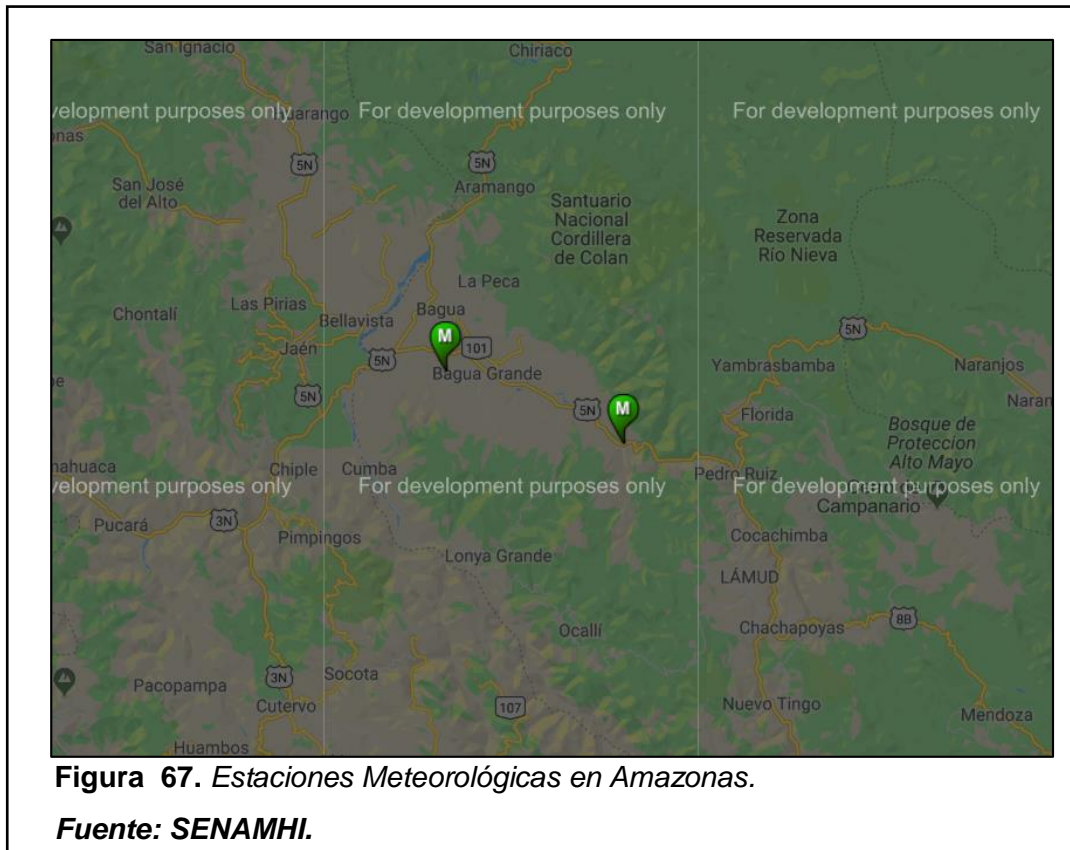 San Ignacio
Chiriaco
velopment purposes only
For development purposes only
For development purposes only
Huarango
onas
5N
5N
San José
del Alto
Aramango
Santuario
Nacional
Cordillera
de Colan
Zona
Reservada
Río Nieva
La Peca
Las Pirias
Chontalí
Bellavista
Bagua
Jaén
M
101
5N
5N
Bagua Grande
Yambrasbamba
Naranjos
5N
M
5N
Naran
Florida
Bosque de
Proteccion
Alto Mayo
nahuaca
Chiple
Cumba
Pedro Ruiz
velopment purposes only
For development purposes only
For development purposes only
Campanario
Pucará
3N
Pimpingos
Cocachimba
Lonya Grande
LÁMUD
Ocallí
Chachapoyas
8B
Pacopampa
3N
Socota
107
Nuevo Tingo
Mendoza
Cutervo
Huambos
Figura 67. Estaciones Meteorológicas en Amazonas.
Fuente: SENAMHI.